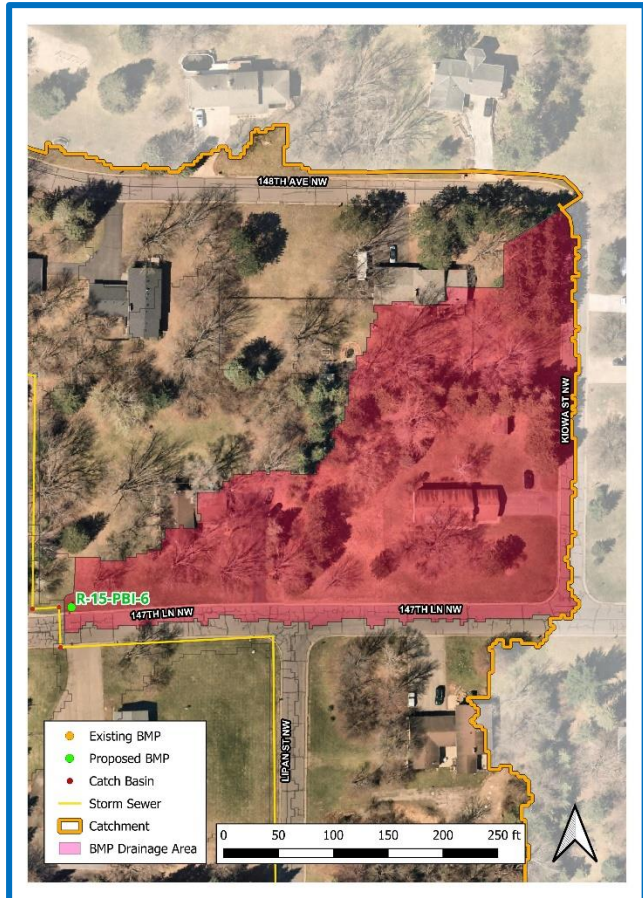 148TH AVE NW
KIOWA ST NW
R-15-PBI-6
147TH LN NW
147TH LN NW
LIPAN ST NW
Existing BMP
Proposed BMP
Catch Basin
Storm Sewer
Catchment
BMP Drainage Area
0 50 100 150 200 250 ft